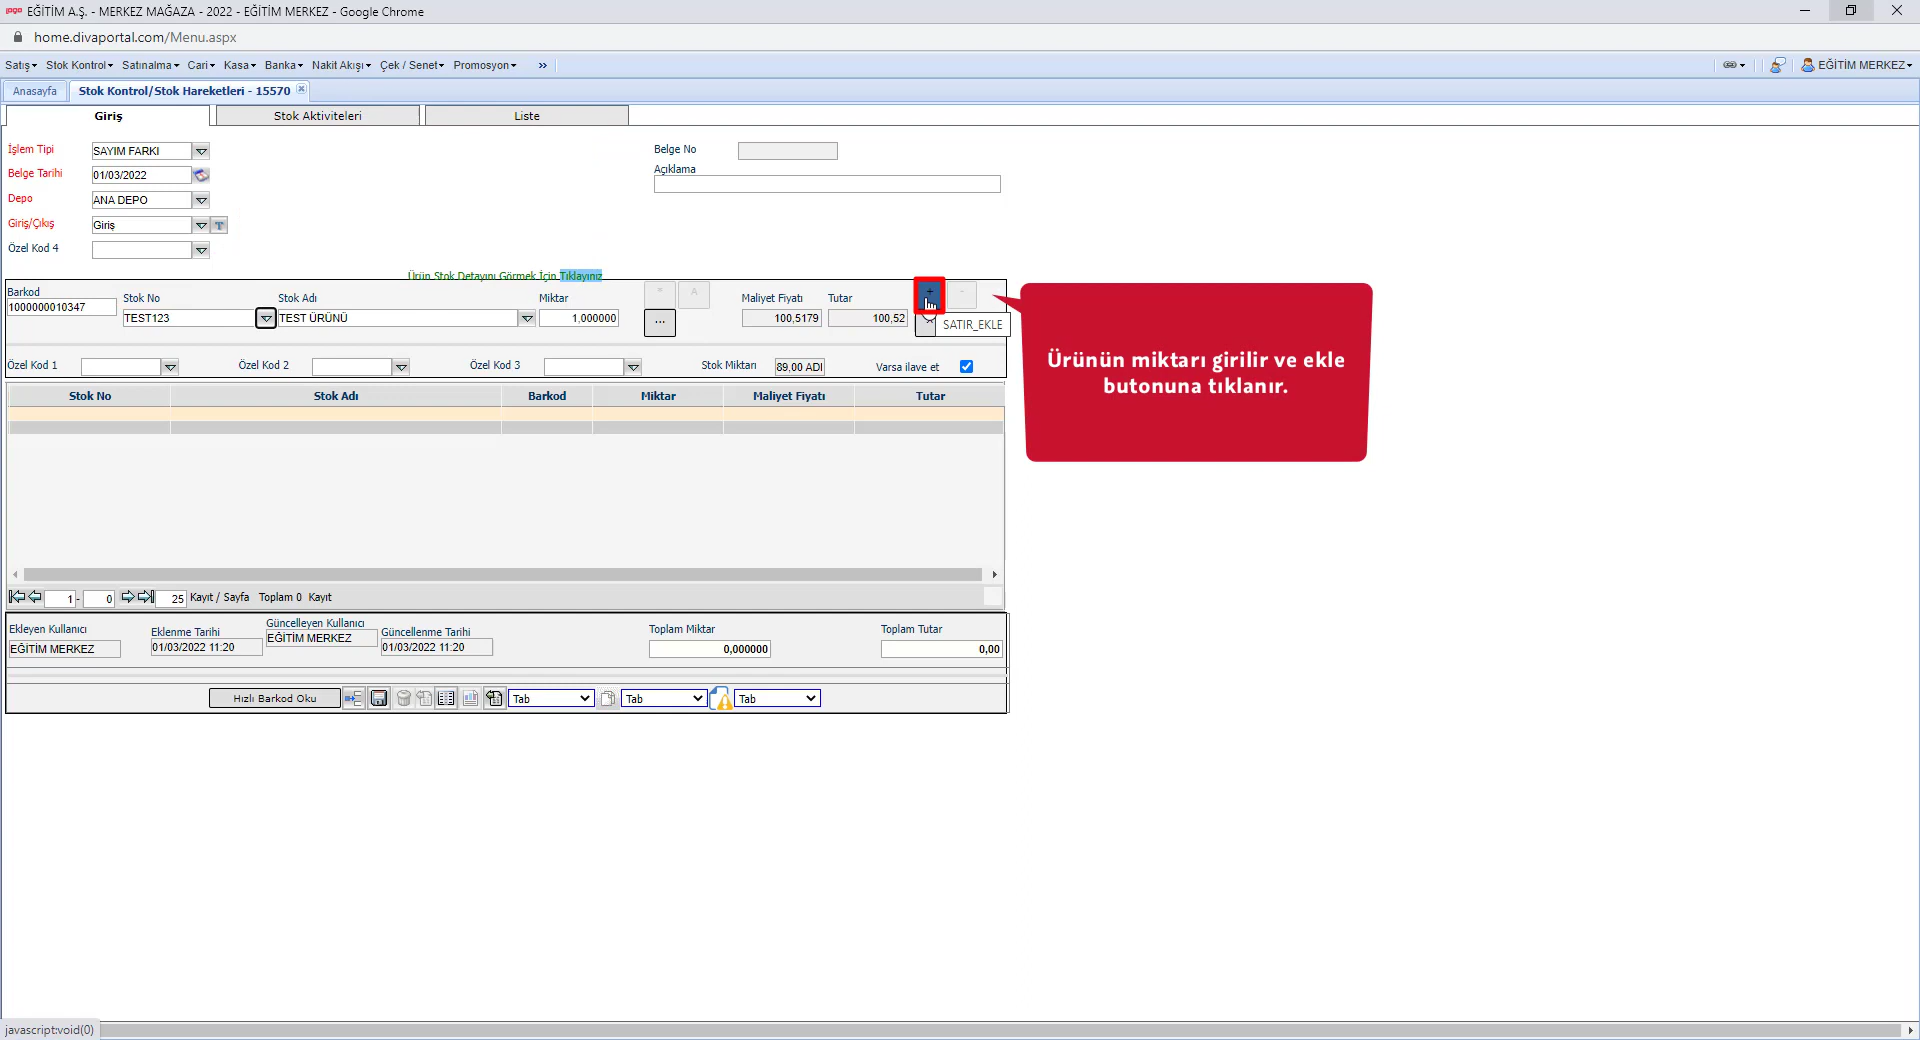 EĞİTİM A.Ş. - MERKEZ MAĞAZA - 2022 - EĞİTİM MERKEZ - Google Chrome
home.divaportal.com/Menu.aspx
Satış Stok Kontrol Satınalma Cari Kasa Banka Nakit Akışı Çek / Senet Promosyon » EĞİTİM MERKEZ
Anasayfa Stok Kontrol/Stok Hareketleri - 15570
Giriş Stok Aktiviteleri Liste
İşlem Tipi SAYIM FARKI Belge No
Belge Tarihi 01/03/2022 Açıklama
Depo ANA DEPO
Giriş/Çıkış Giriş
Özel Kod 4
Ürün Stok Detayını Görmek İçin Tıklayınız
Barkod Stok No Stok Adı Miktar * A Maliyet Fiyatı Tutar + -
1000000010347 TEST123 TEST ÜRÜNÜ 1,000000 ... 100,5179 100,52
SATIR_EKLE
Ürünün miktarı girilir ve ekle
butonuna tıklanır.
Özel Kod 1 Özel Kod 2 Özel Kod 3 Stok Miktarı 89,00 ADI Varsa ilave et
Stok No Stok Adı Barkod Miktar Maliyet Fiyatı Tutar
1 - 0 25 Kayıt / Sayfa Toplam 0 Kayıt
Ekleyen Kullanıcı Eklenme Tarihi Güncelleyen Kullanıcı Güncellenme Tarihi Toplam Miktar Toplam Tutar
EĞİTİM MERKEZ 01/03/2022 11:20 EĞİTİM MERKEZ 01/03/2022 11:20 0,000000 0,00
Hızlı Barkod Oku Tab Tab Tab
javascript:void(0)